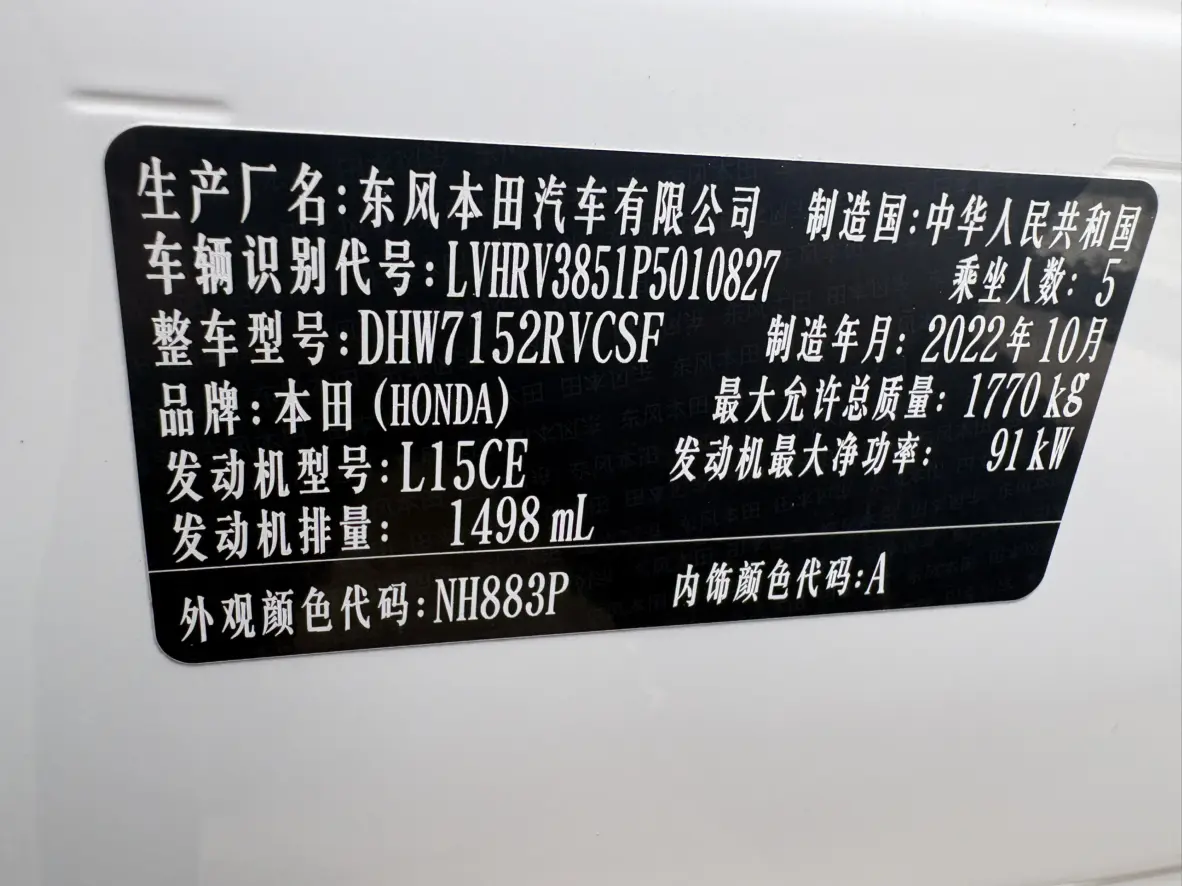 生产厂名:东风本田汽车有限公司 制造国:中华人民共和国
车辆识别代号:LVHRV3851P5010827 乘坐人数: 5
整车型号:DHW7152RVCSF 制造年月: 2022年10月
品牌:本田 (HONDA) 最大允许总质量: 1770kg
发动机型号:L15CE 发动机最大净功率: 91kW
发动机排量: 1498mL
外观颜色代码:NH883P 内饰颜色代码:A